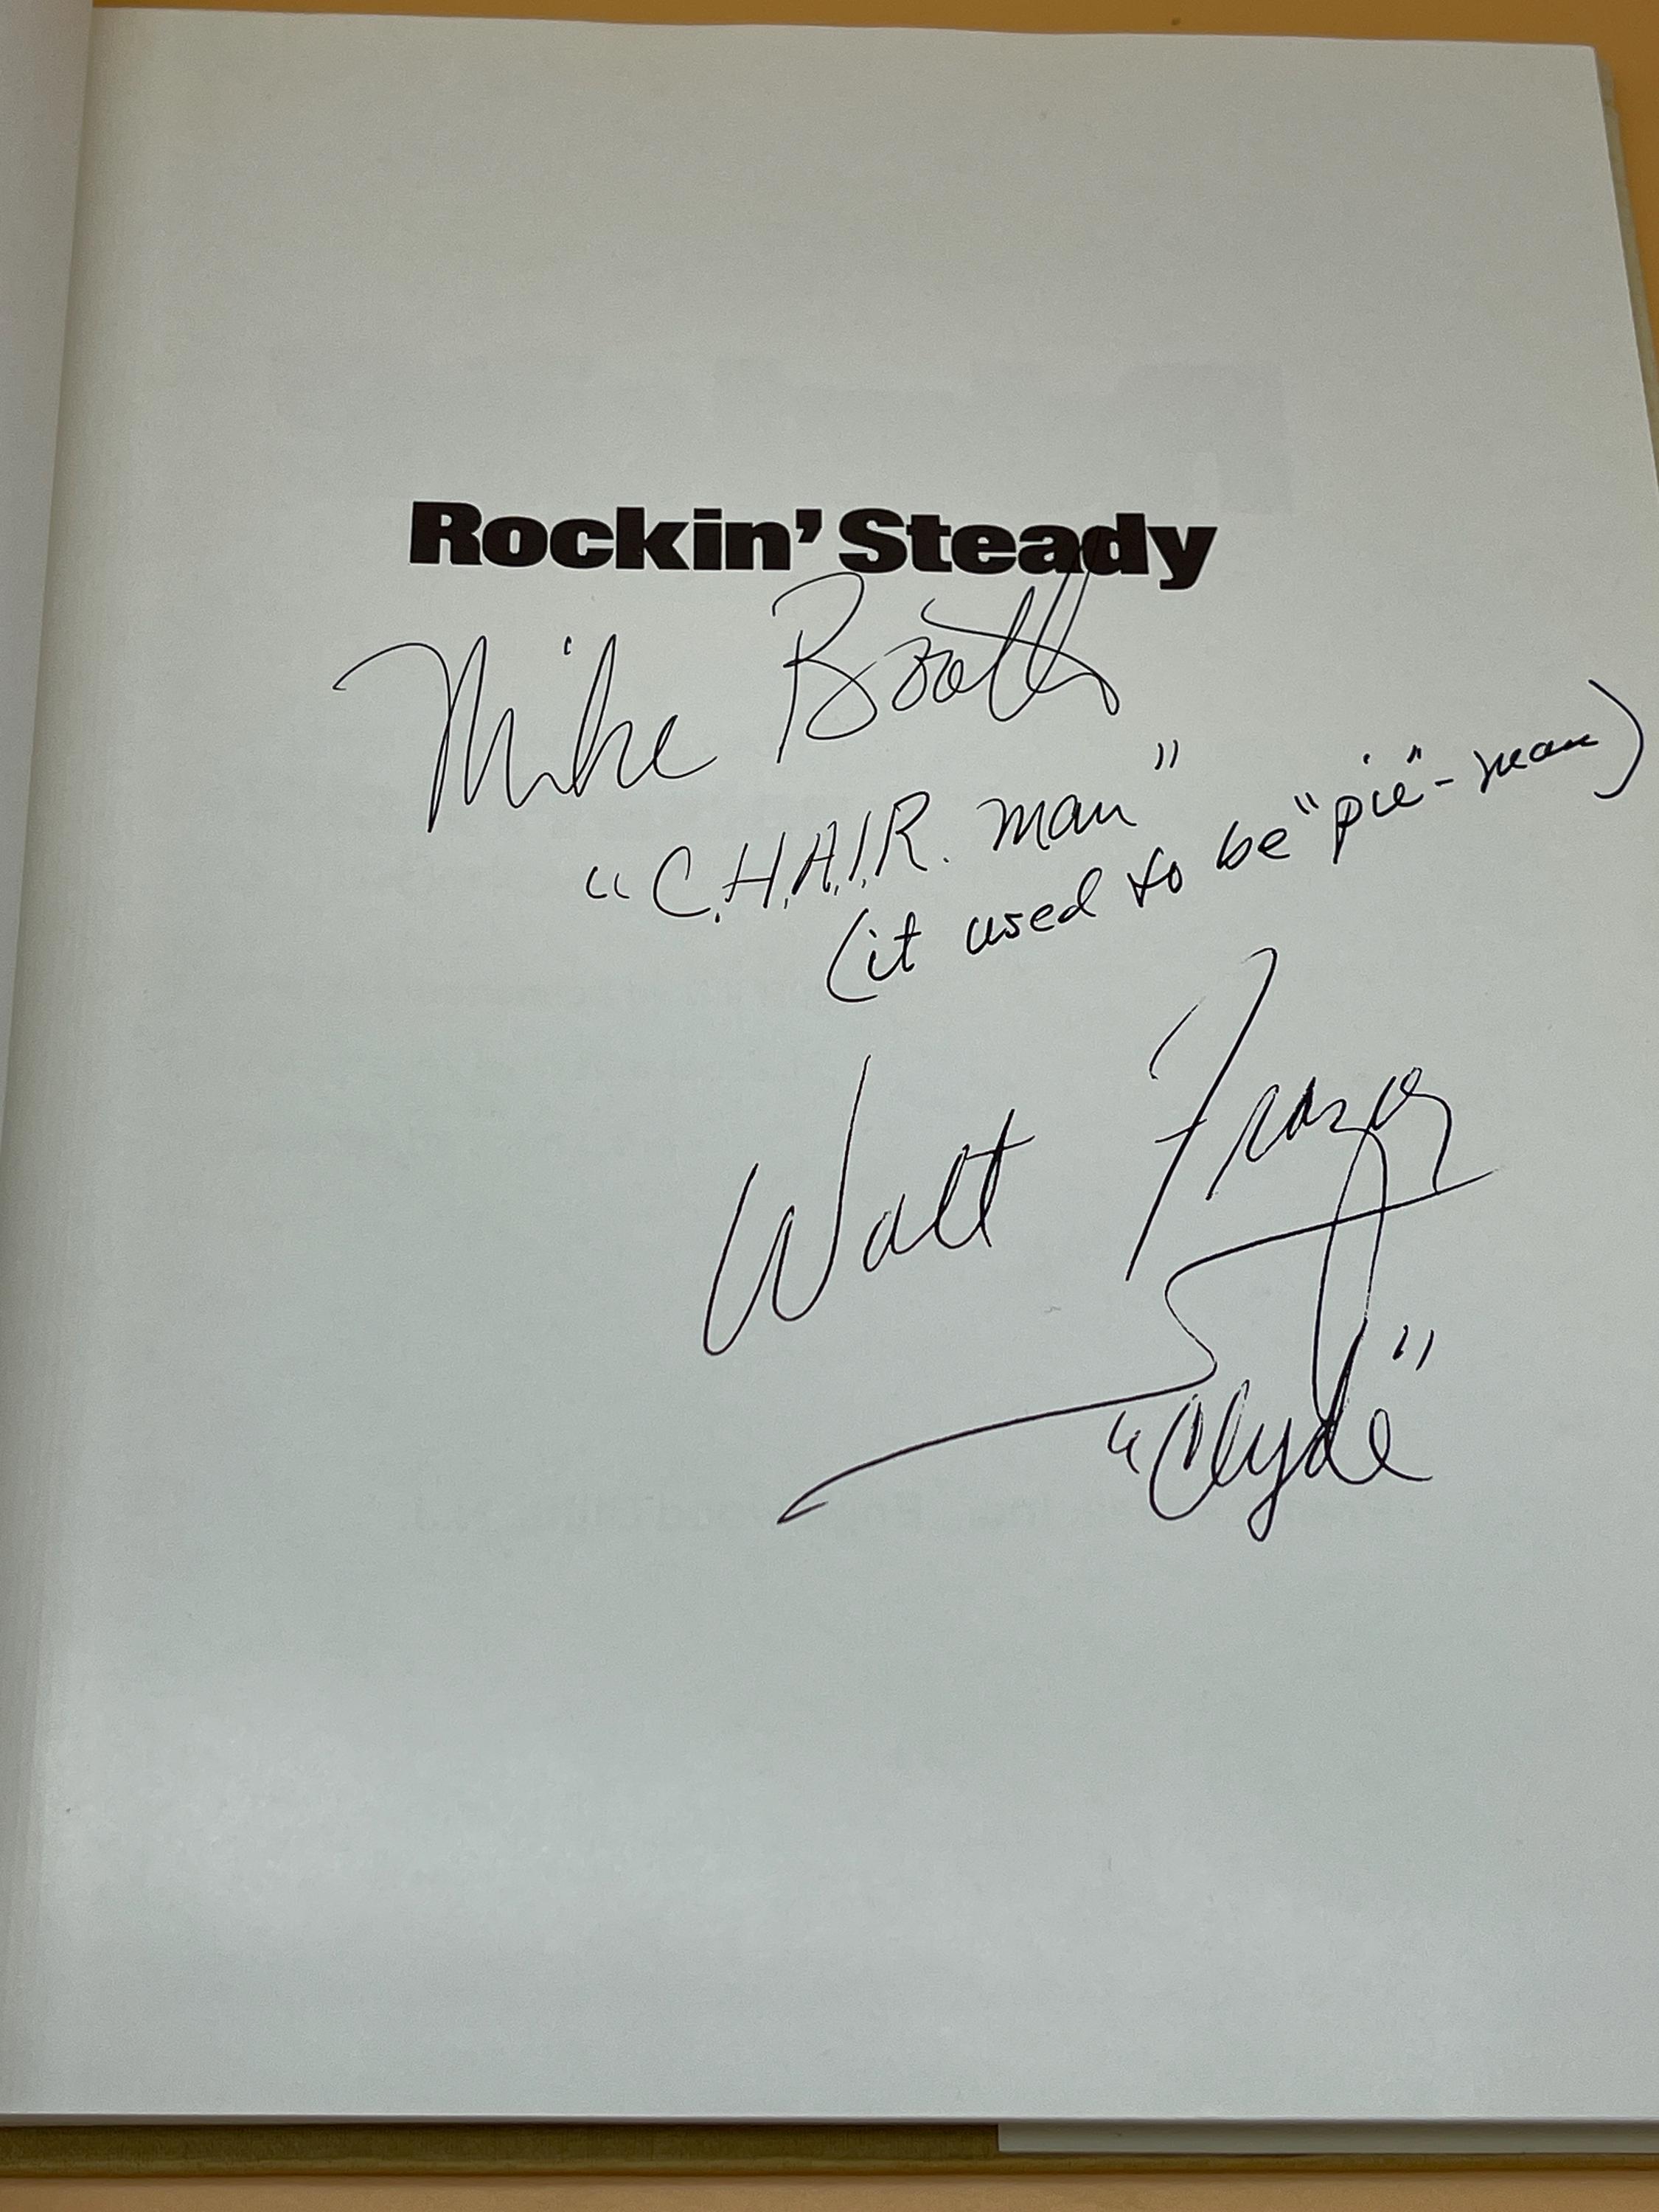 Rockin' Steady
Mike Booth
"C.H.A.I.R. man"
(it used to be "pie"-man)
Walt Frazier
"Clyde"